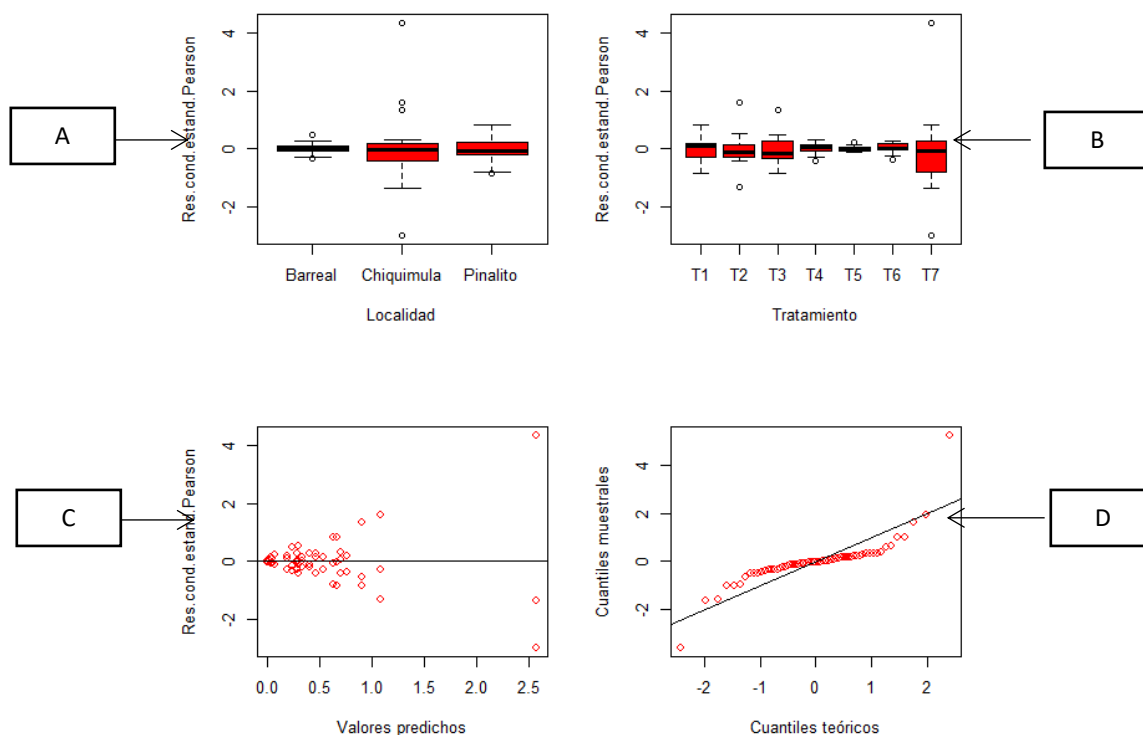 A
Res.cond.estand.Pearson
4
2
0
-2
Barreal Chiquimula Pinalito
Localidad
Res.cond.estand.Pearson
4
2
0
-2
T1 T2 T3 T4 T5 T6 T7
Tratamiento
B
C
Res.cond.estand.Pearson
4
2
0
-2
0.0 0.5 1.0 1.5 2.0 2.5
Valores predichos
Cuantiles muestrales
4
2
0
-2
-2 -1 0 1 2
Cuantiles teóricos
D